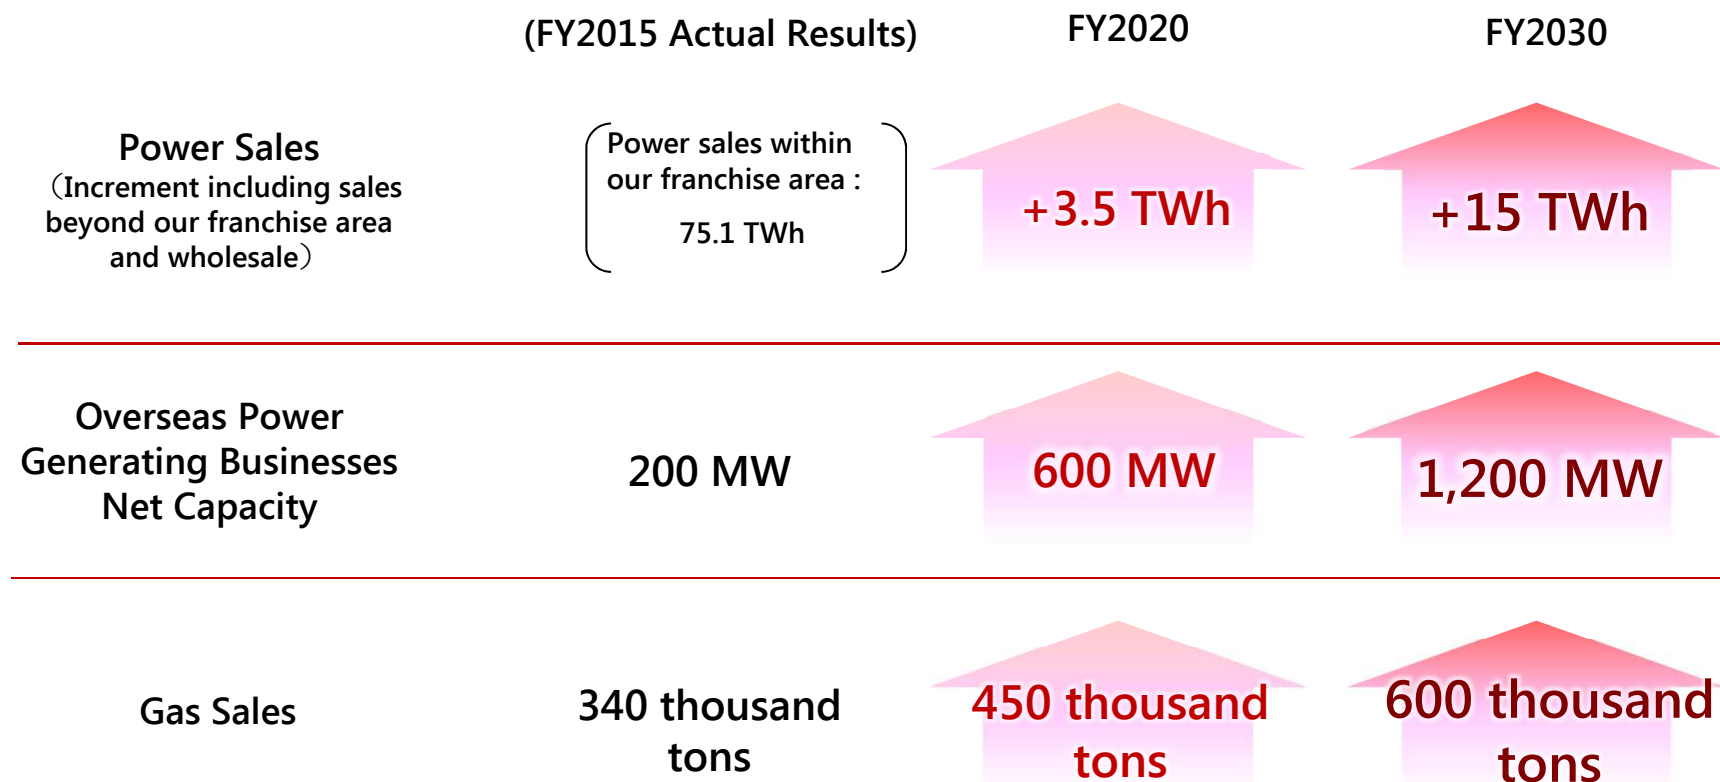 (FY2015 Actual Results)
FY2020
FY2030
Power Sales
（Increment including sales
beyond our franchise area
and wholesale）
Power sales within
our franchise area :
75.1 TWh
+3.5 TWh
+15 TWh
Overseas Power
Generating Businesses
Net Capacity
200 MW
600 MW
1,200 MW
Gas Sales
340 thousand
tons
450 thousand
tons
600 thousand
tons